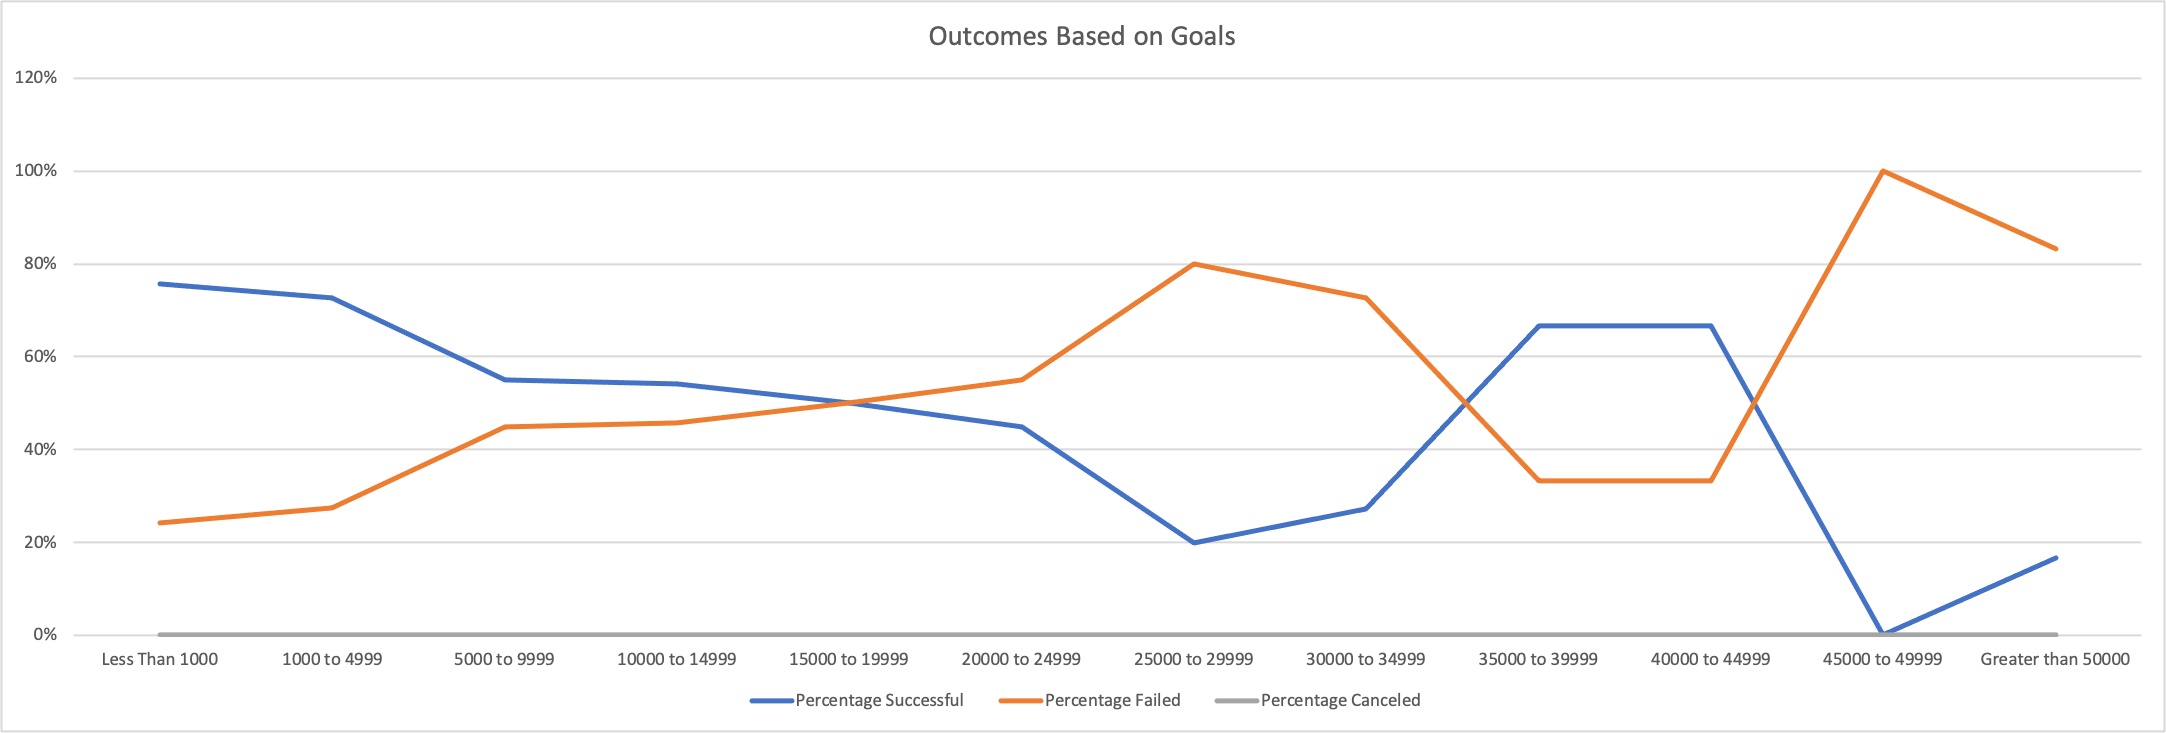 Outcomes Based on Goals
120%
100%
80%
60%
40%
20%
0%
Less Than 1000 1000 to 4999 5000 to 9999 10000 to 14999 15000 to 19999 20000 to 24999 25000 to 29999 30000 to 34999 35000 to 39999 40000 to 44999 45000 to 49999 Greater than 50000
Percentage Successful Percentage Failed Percentage Canceled